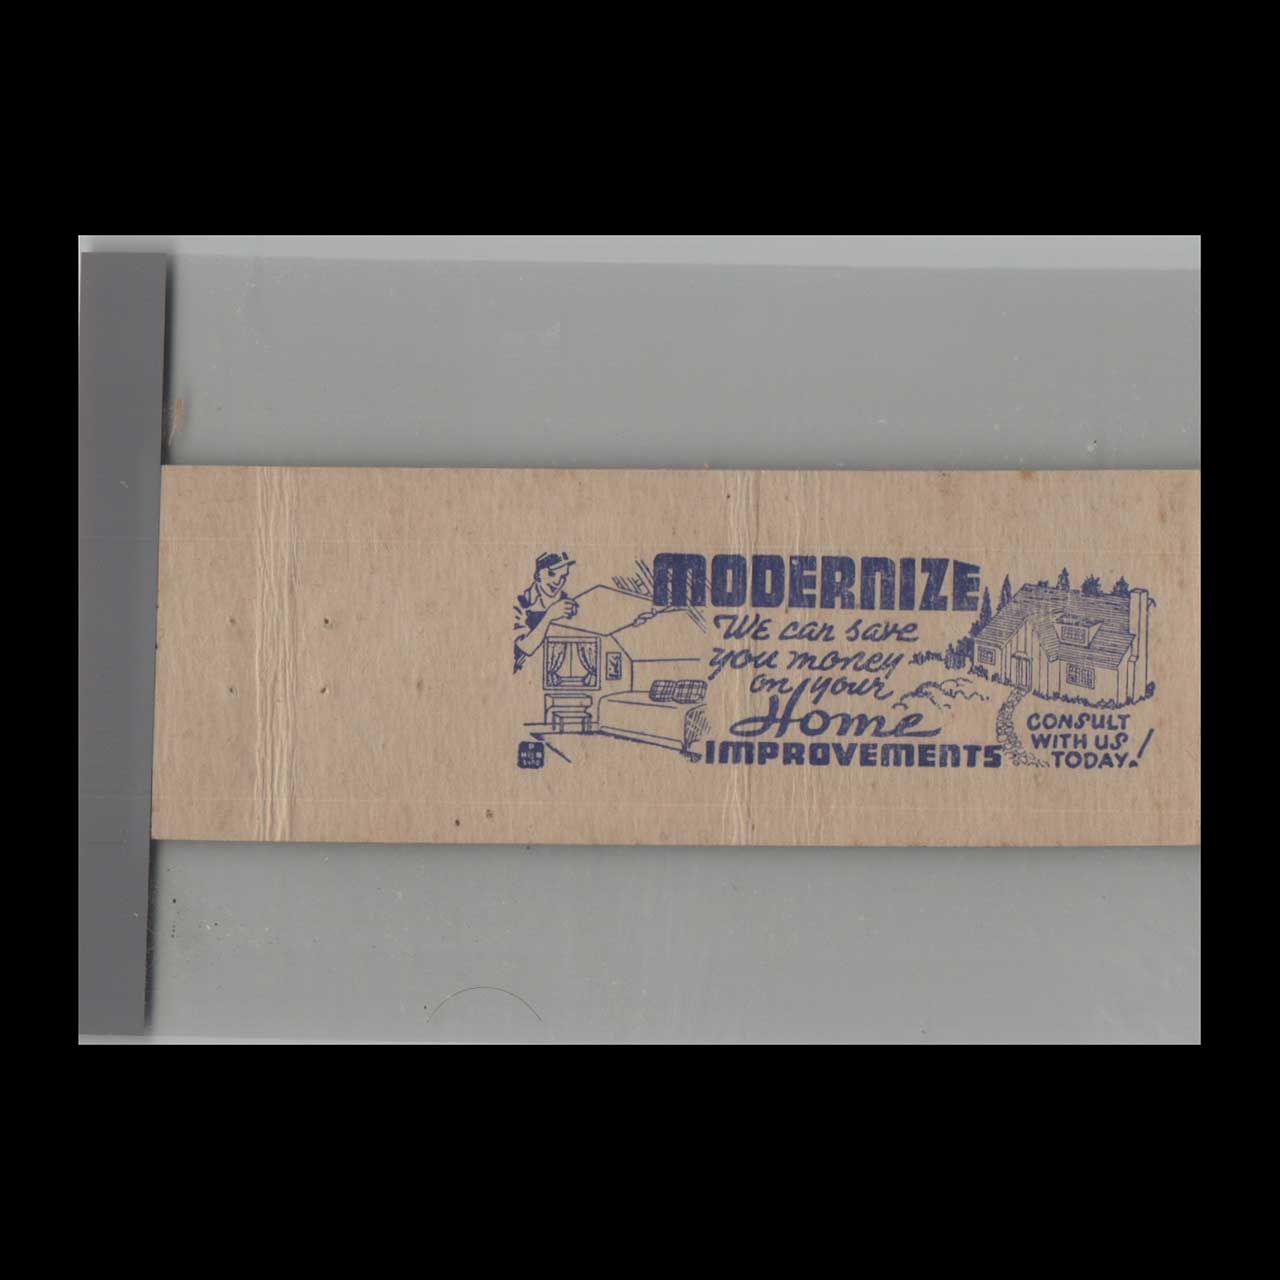 MODERNIZE
WE can save
you money
on your
Home
IMPROVEMENTS
CONSULT
WITH US
TODAY!